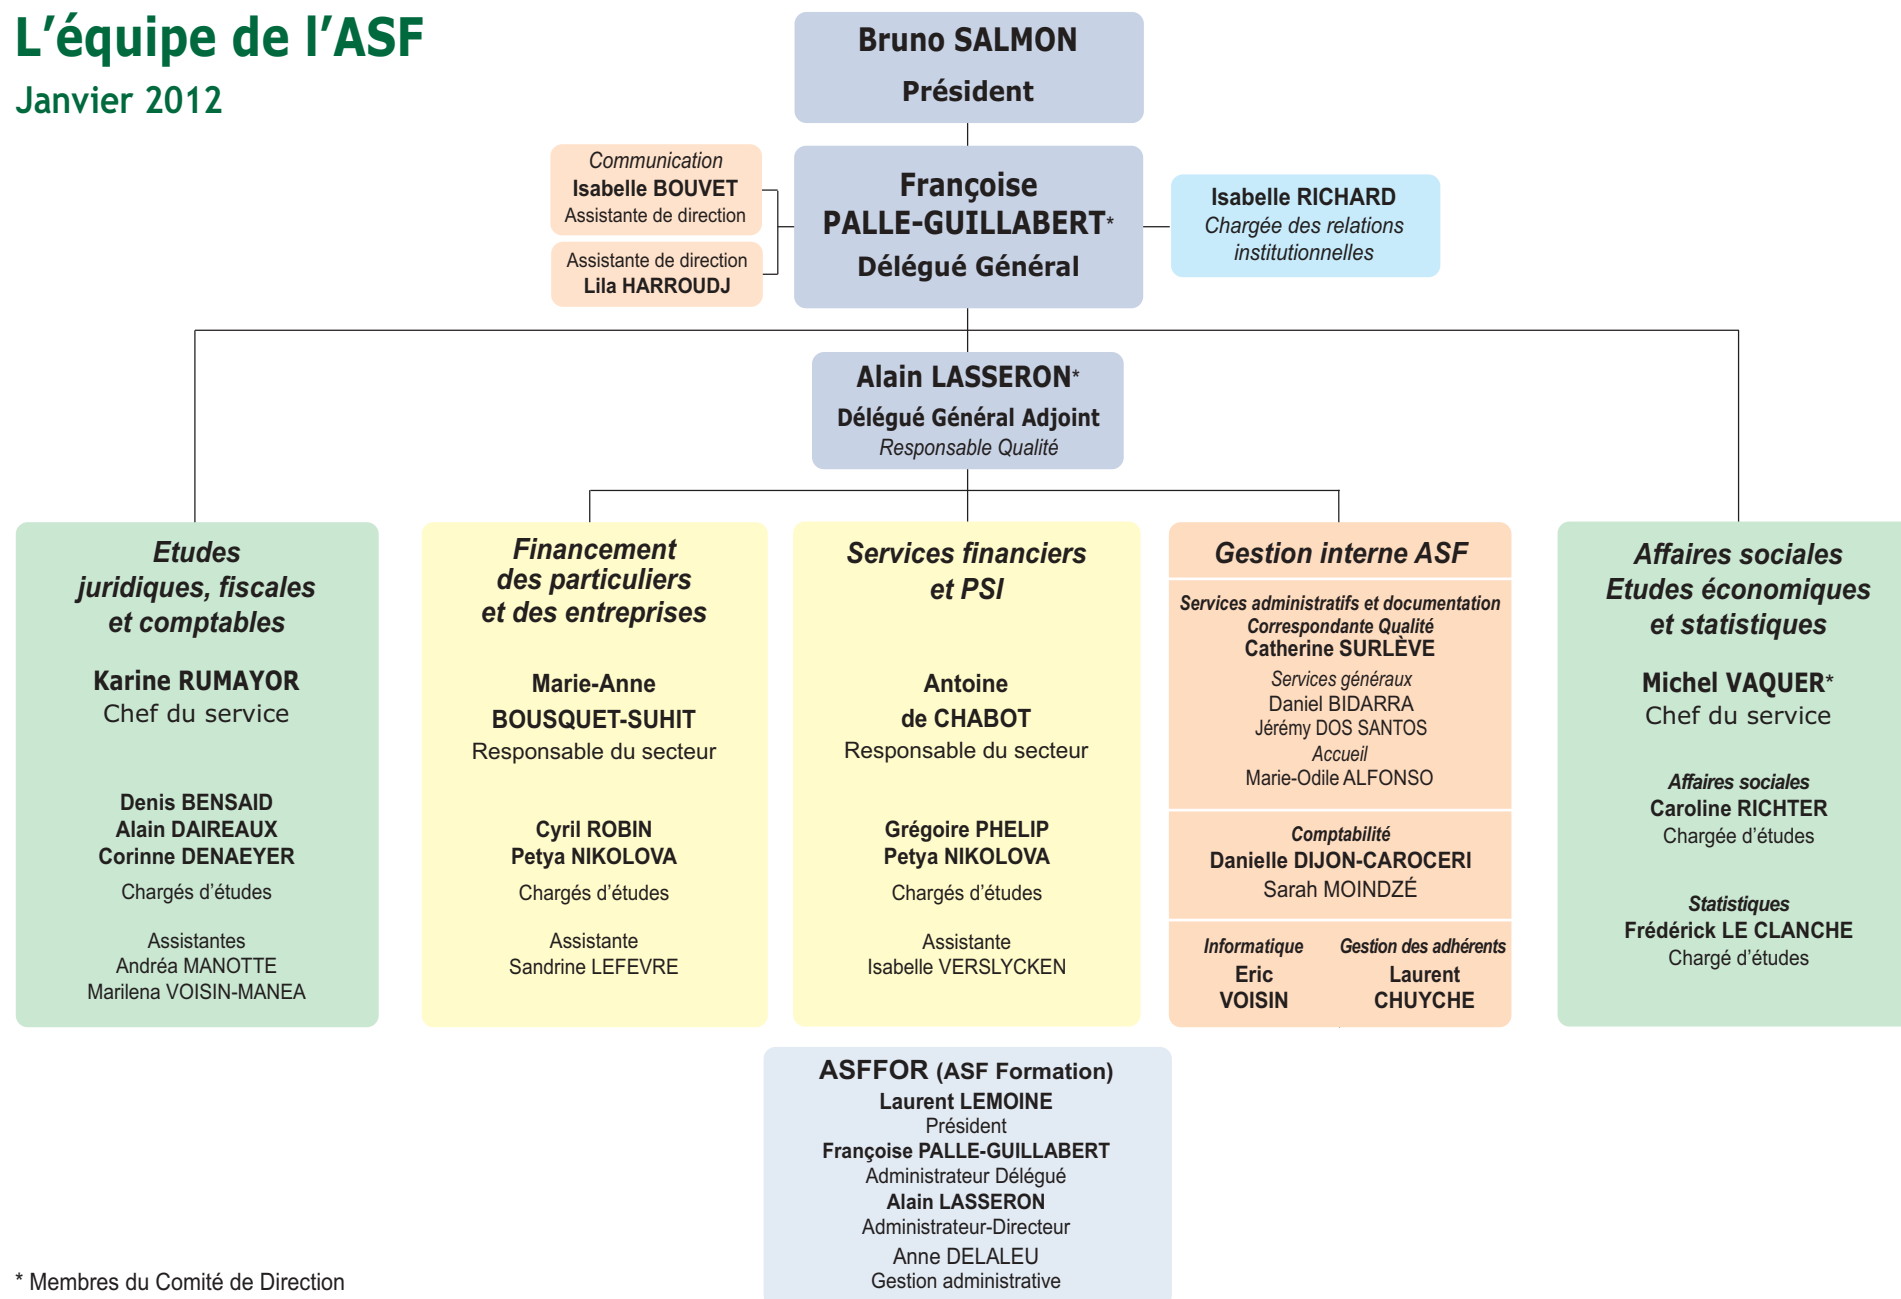 L’équipe de l’ASF
Janvier 2012
Bruno SALMON
Président
Communication
Isabelle BOUVET
Assistante de direction
Assistante de direction
Lila HARROUDJ
Françoise
PALLE-GUILLABERT*
Délégué Général
Isabelle RICHARD
Chargée des relations
institutionnelles
Alain LASSERON*
Délégué Général Adjoint
Responsable Qualité
Etudes
juridiques, fiscales
et comptables
Karine RUMAYOR
Chef du service
Denis BENSAID
Alain DAIREAUX
Corinne DENAEYER
Chargés d’études
Assistantes
Andréa MANOTTE
Marilena VOISIN-MANEA
Financement
des particuliers
et des entreprises
Marie-Anne
BOUSQUET-SUHIT
Responsable du secteur
Cyril ROBIN
Petya NIKOLOVA
Chargés d’études
Assistante
Sandrine LEFEVRE
Services financiers
et PSI
Antoine
de CHABOT
Responsable du secteur
Grégoire PHELIP
Petya NIKOLOVA
Chargés d’études
Assistante
Isabelle VERSLYCKEN
Gestion interne ASF
Services administratifs et documentation
Correspondante Qualité
Catherine SURLÈVE
Services généraux
Daniel BIDARRA
Jérémy DOS SANTOS
Accueil
Marie-Odile ALFONSO
Comptabilité
Danielle DIJON-CAROCERI
Sarah MOINDZÉ
Informatique
Eric
VOISIN
Gestion des adhérents
Laurent
CHUYCHE
Affaires sociales
Etudes économiques
et statistiques
Michel VAQUER*
Chef du service
Affaires sociales
Caroline RICHTER
Chargée d’études
Statistiques
Frédérick LE CLANCHE
Chargé d’études
ASFFOR (ASF Formation)
Laurent LEMOINE
Président
Françoise PALLE-GUILLABERT
Administrateur Délégué
Alain LASSERON
Administrateur-Directeur
Anne DELALEU
Gestion administrative
* Membres du Comité de Direction